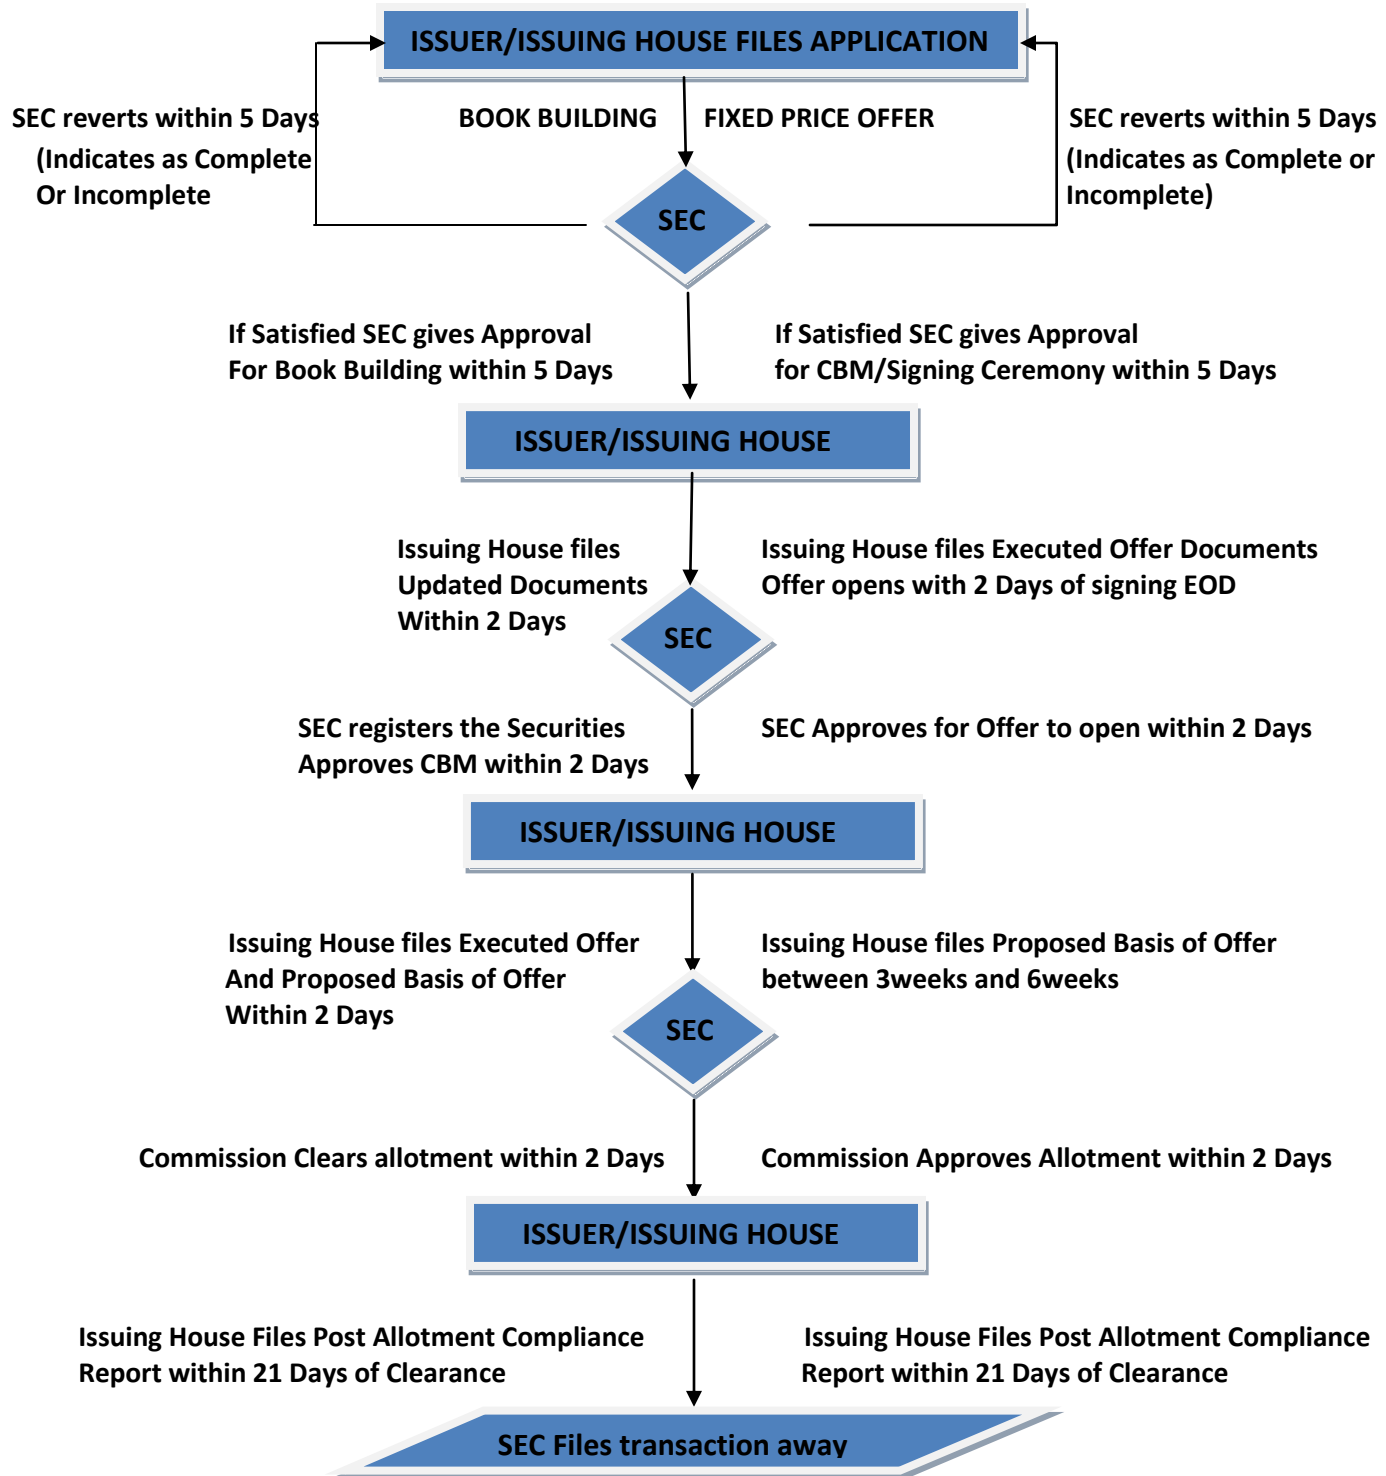 ISSUER/ISSUING HOUSE FILES APPLICATION
SEC reverts within 5 Days
(Indicates as Complete
Or Incomplete
BOOK BUILDING
FIXED PRICE OFFER
SEC reverts within 5 Days
(Indicates as Complete or
Incomplete)
SEC
If Satisfied SEC gives Approval
For Book Building within 5 Days
If Satisfied SEC gives Approval
for CBM/Signing Ceremony within 5 Days
ISSUER/ISSUING HOUSE
Issuing House files
Updated Documents
Within 2 Days
Issuing House files Executed Offer Documents
Offer opens with 2 Days of signing EOD
SEC
SEC registers the Securities
Approves CBM within 2 Days
SEC Approves for Offer to open within 2 Days
ISSUER/ISSUING HOUSE
Issuing House files Executed Offer
And Proposed Basis of Offer
Within 2 Days
Issuing House files Proposed Basis of Offer
between 3weeks and 6weeks
SEC
Commission Clears allotment within 2 Days
Commission Approves Allotment within 2 Days
ISSUER/ISSUING HOUSE
Issuing House Files Post Allotment Compliance
Report within 21 Days of Clearance
Issuing House Files Post Allotment Compliance
Report within 21 Days of Clearance
SEC Files transaction away